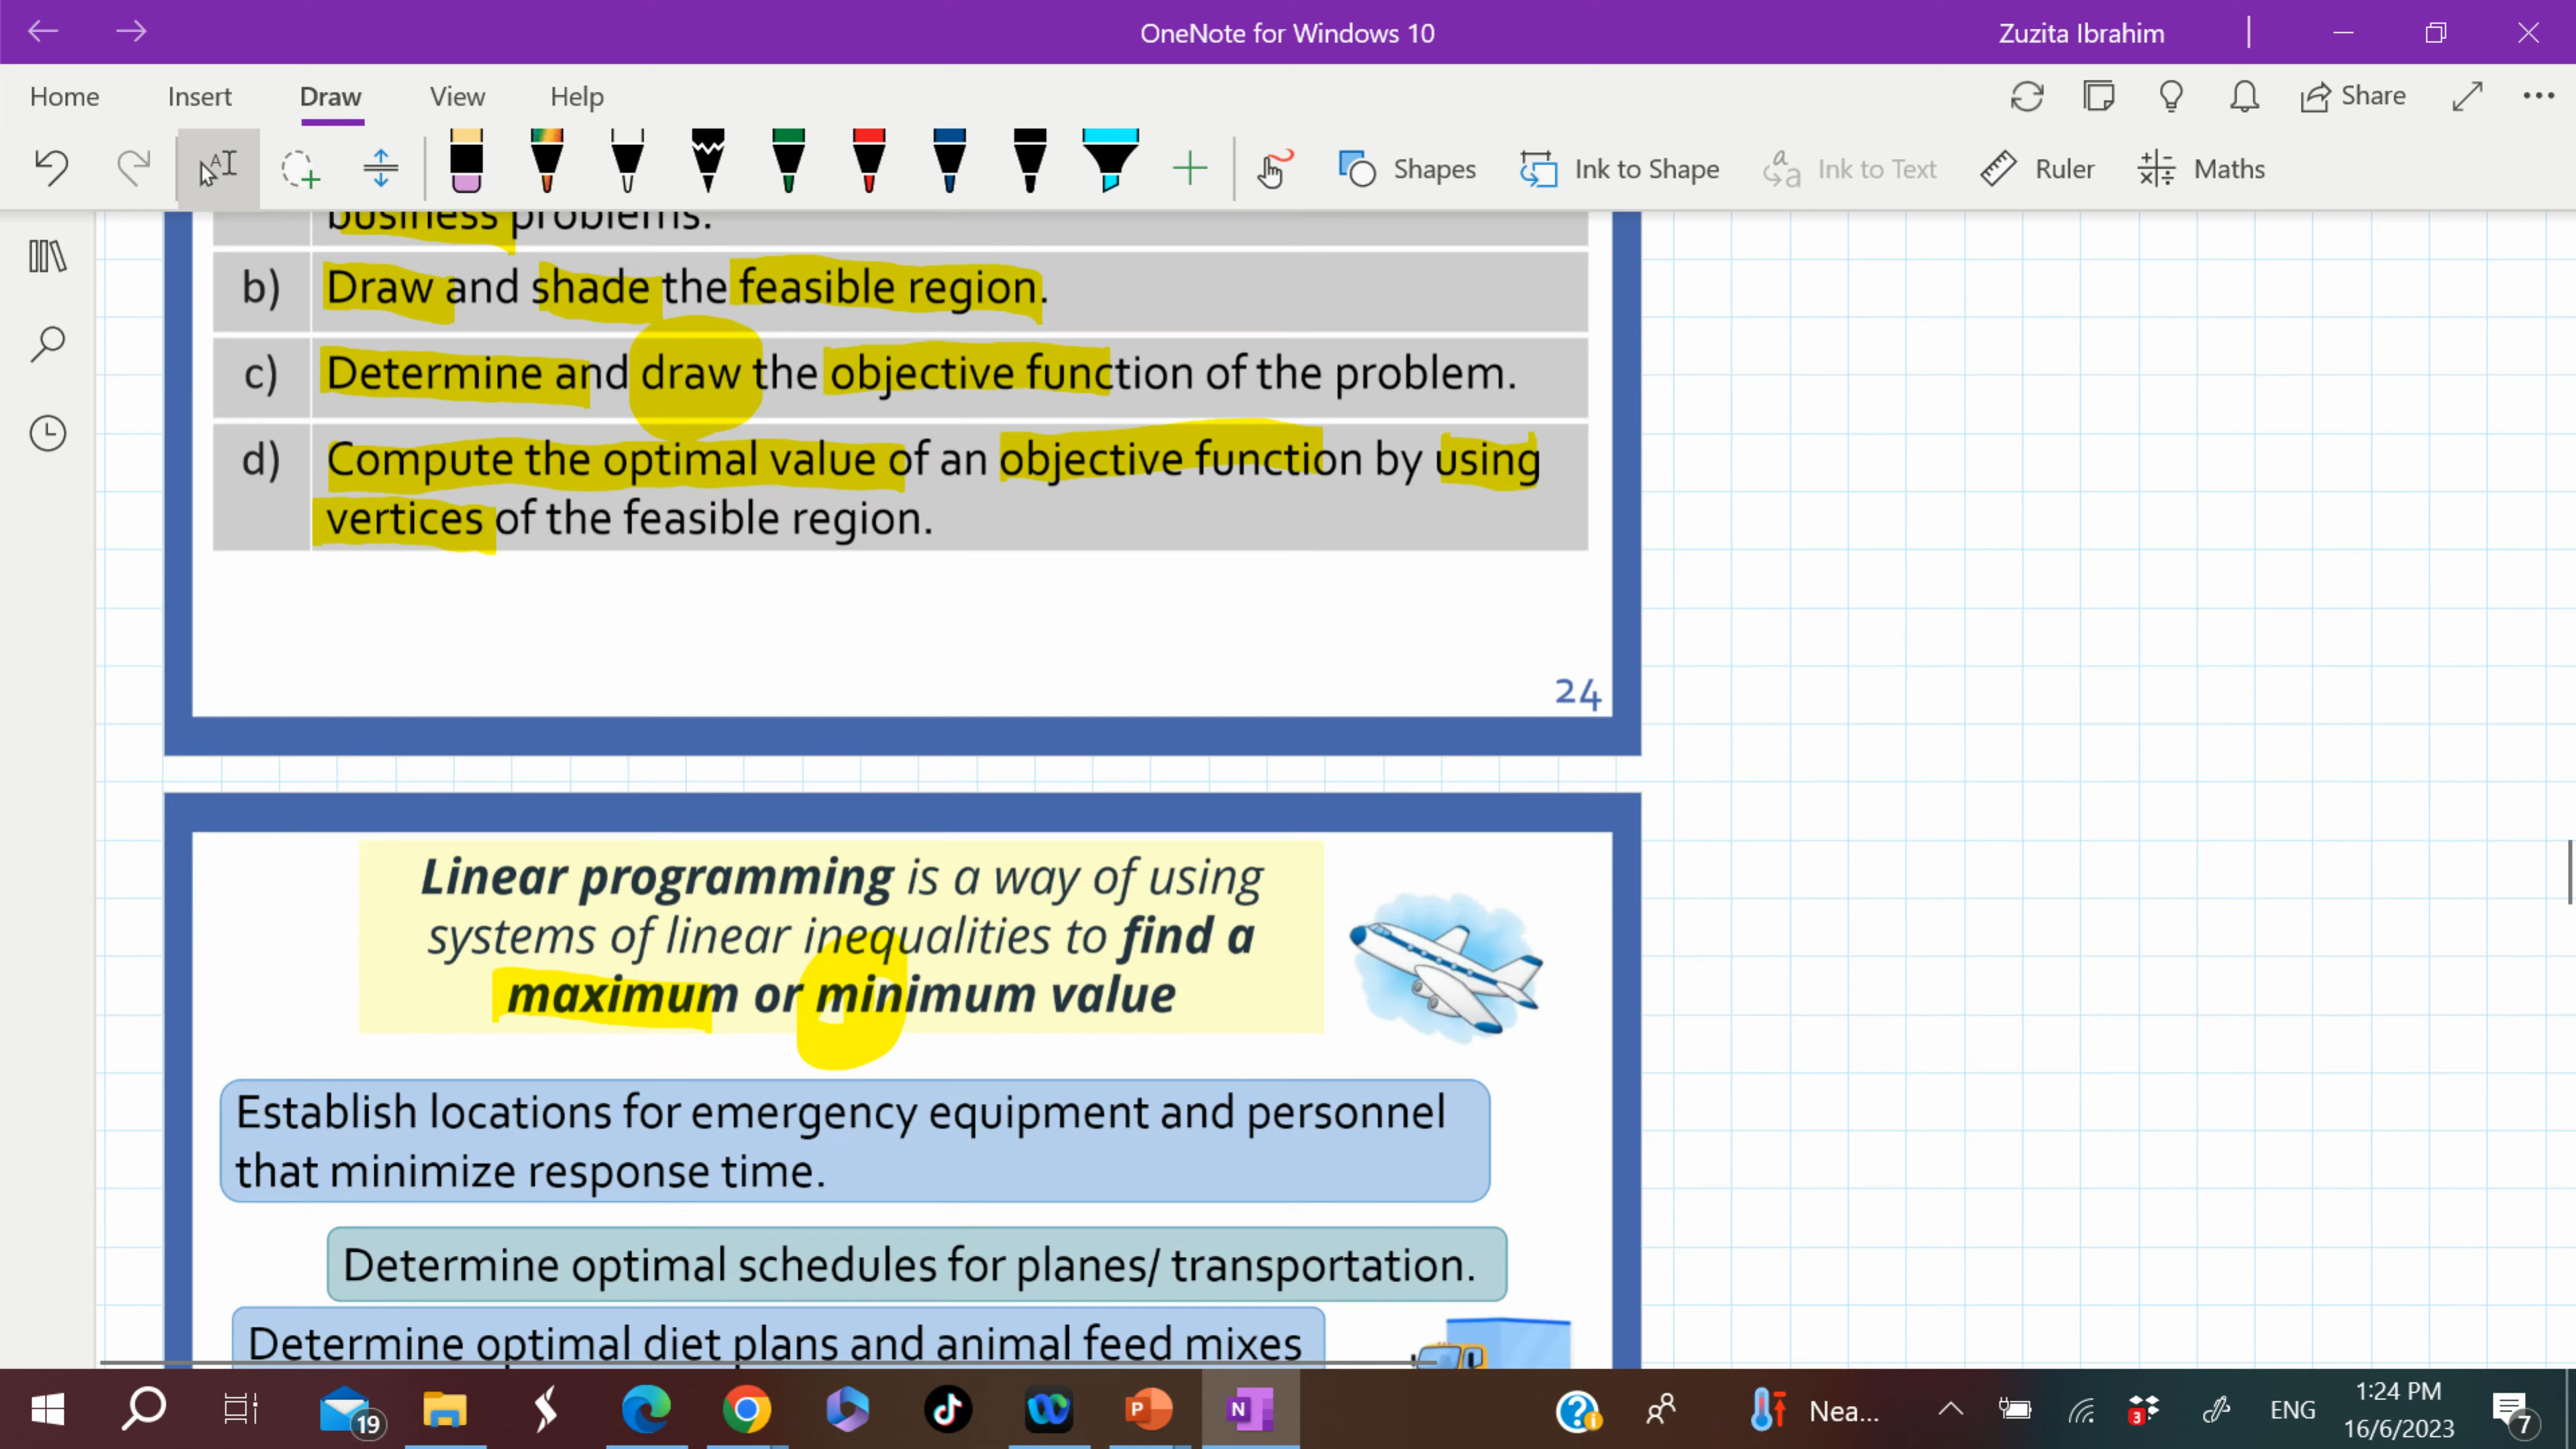 OneNote for Windows 10
Zuzita Ibrahim
Home Insert Draw View Help
Share
Shapes Ink to Shape Ink to Text Ruler Maths
business problems.
b) Draw and shade the feasible region.
c) Determine and draw the objective function of the problem.
d) Compute the optimal value of an objective function by using
vertices of the feasible region.
24
Linear programming is a way of using
systems of linear inequalities to find a
maximum or minimum value
Establish locations for emergency equipment and personnel
that minimize response time.
Determine optimal schedules for planes/ transportation.
Determine optimal diet plans and animal feed mixes
19
P
N
Nea...
3
ENG
1:24 PM
16/6/2023
7